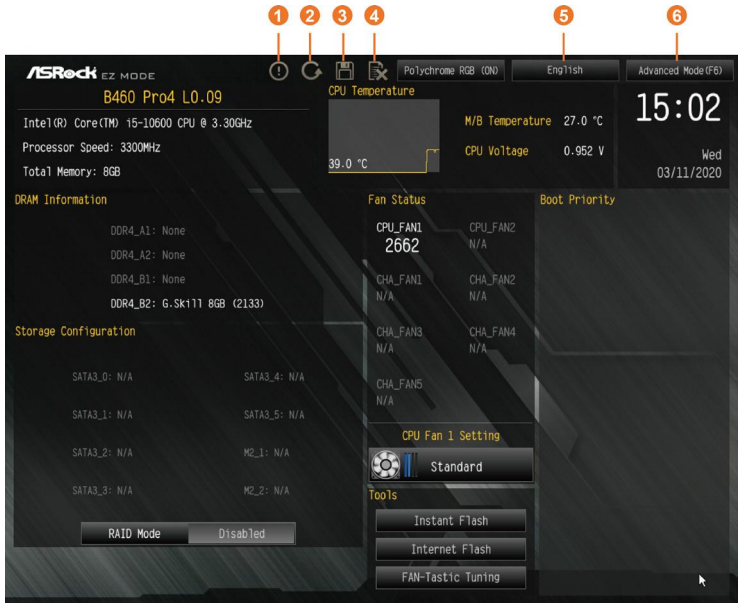 1 2 3 4 5 6
ASRock EZ MODE
Polychrome RGB (ON)
English
Advanced Mode(F6)
B460 Pro4 L0.09
Intel(R) Core(TM) i5-10600 CPU @ 3.30GHz
Processor Speed: 3300MHz
Total Memory: 8GB
CPU Temperature
39.0 °C
M/B Temperature 27.0 °C
CPU Voltage 0.952 V
15:02
Wed
03/11/2020
DRAM Information
DDR4_A1: None
DDR4_A2: None
DDR4_B1: None
DDR4_B2: G.Skill 8GB (2133)
Storage Configuration
SATA3_0: N/A SATA3_4: N/A
SATA3_1: N/A SATA3_5: N/A
SATA3_2: N/A M2_1: N/A
SATA3_3: N/A M2_2: N/A
RAID Mode Disabled
Fan Status
CPU_FAN1 CPU_FAN2
2662 N/A
CHA_FAN1 CHA_FAN2
N/A N/A
CHA_FAN3 CHA_FAN4
N/A N/A
CHA_FAN5
N/A
CPU Fan 1 Setting
Standard
Tools
Instant Flash
Internet Flash
FAN-Tastic Tuning
Boot Priority